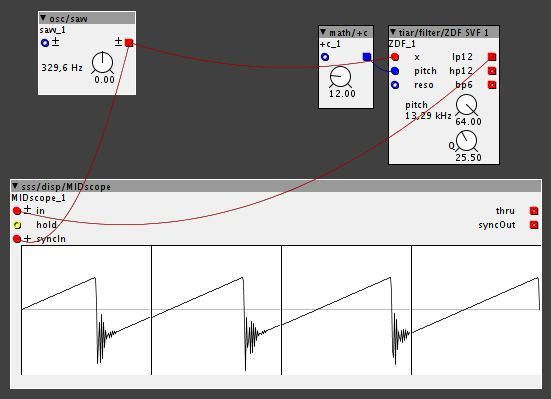 osc/saw
saw_1
± ±
329,6 Hz
0.00
math/+c
+c_1
12.00
tiar/filter/ZDF SVF 1
ZDF_1
x lp12
pitch hp12
reso bp6
pitch
13,29 kHz
64.00
Q
25.50
sss/disp/MIDscope
MIDscope_1
± in thru
hold syncOut
± syncIn